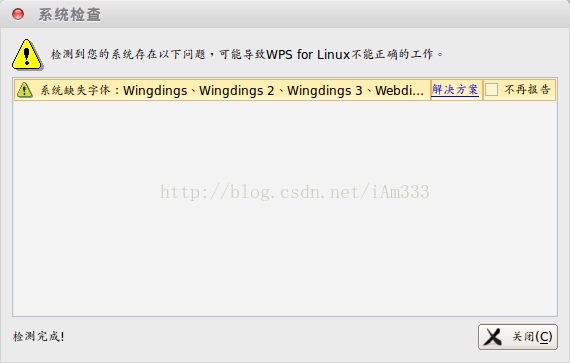 系统检查
检测到您的系统存在以下问题，可能导致WPS for Linux不能正确的工作。
系统缺失字体：Wingdings、Wingdings 2、Wingdings 3、Webdi... 解决方案 不再报告
http://blog.csdn.net/iAm333
检测完成! 关闭(C)